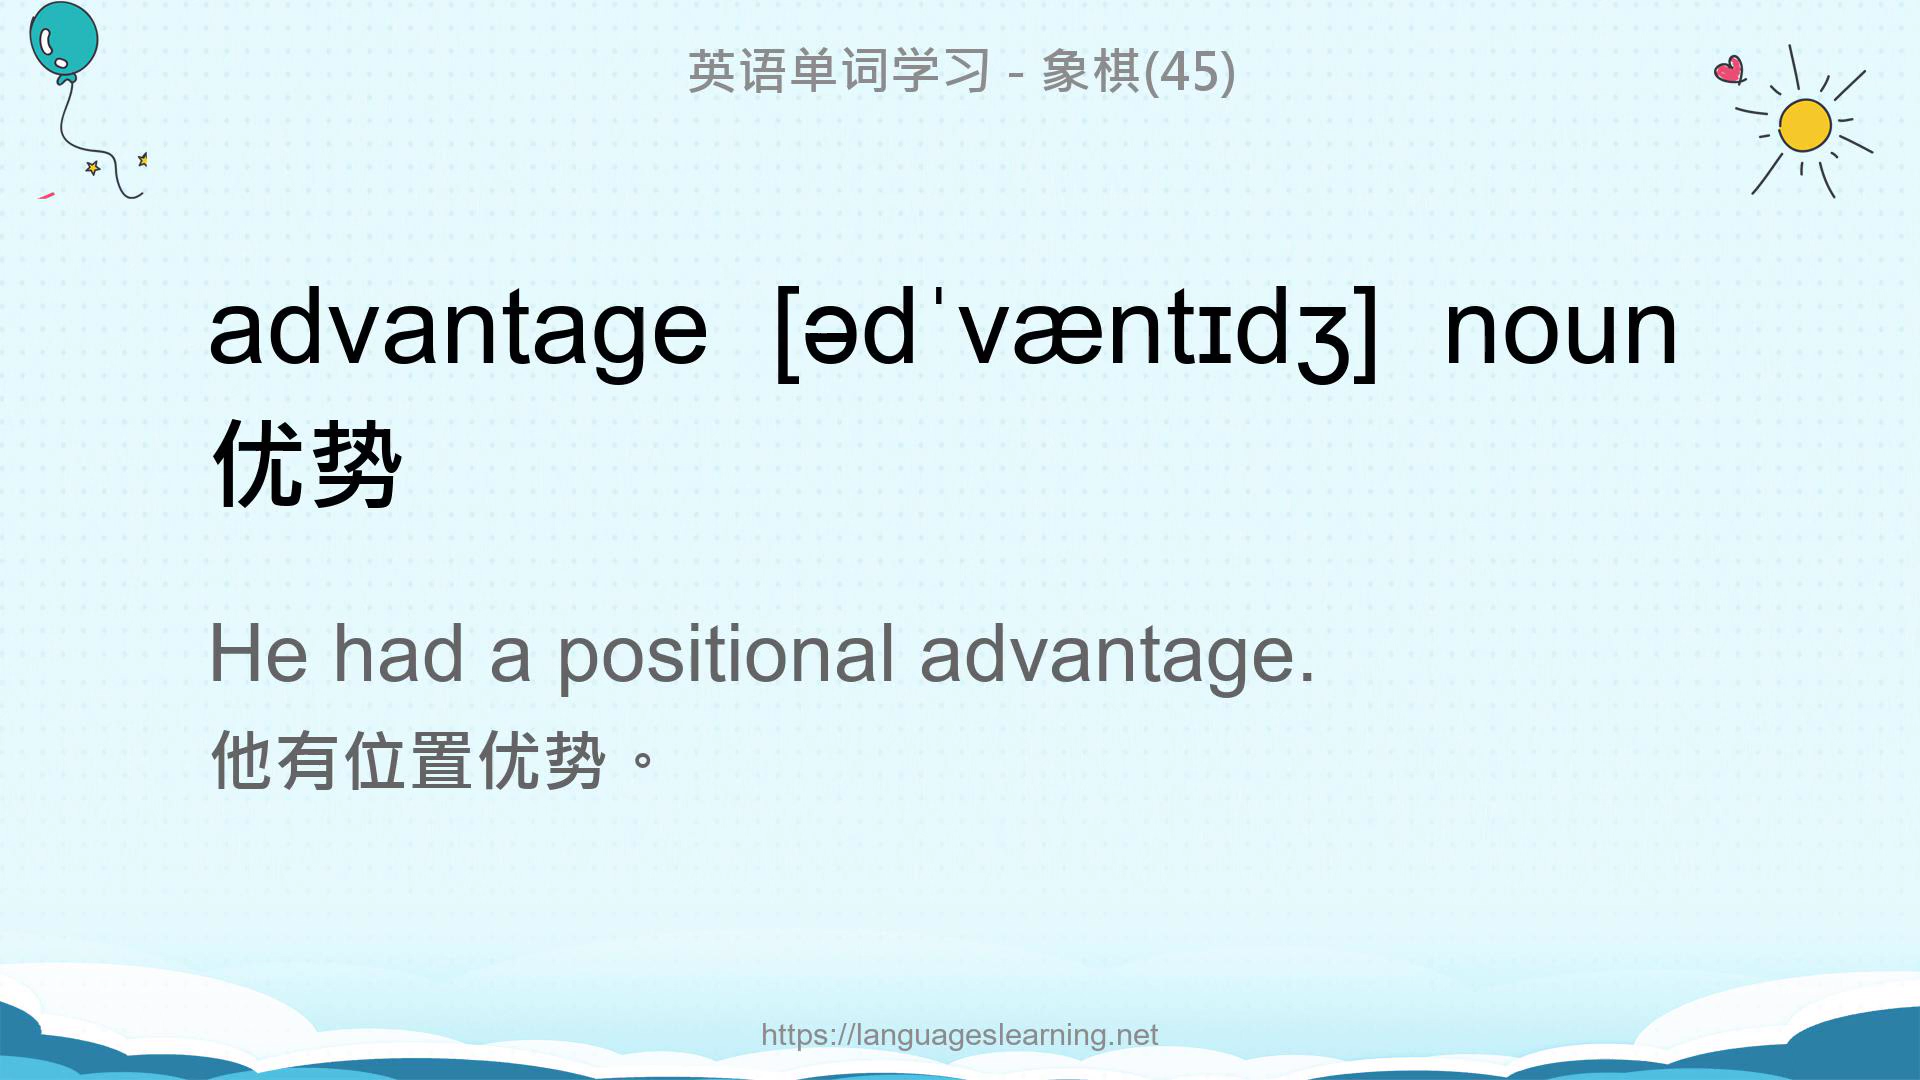 英语单词学习 - 象棋(45)
advantage [ədˈvæntɪdʒ] noun
优势
He had a positional advantage.
他有位置优势。
https://languageslearning.net